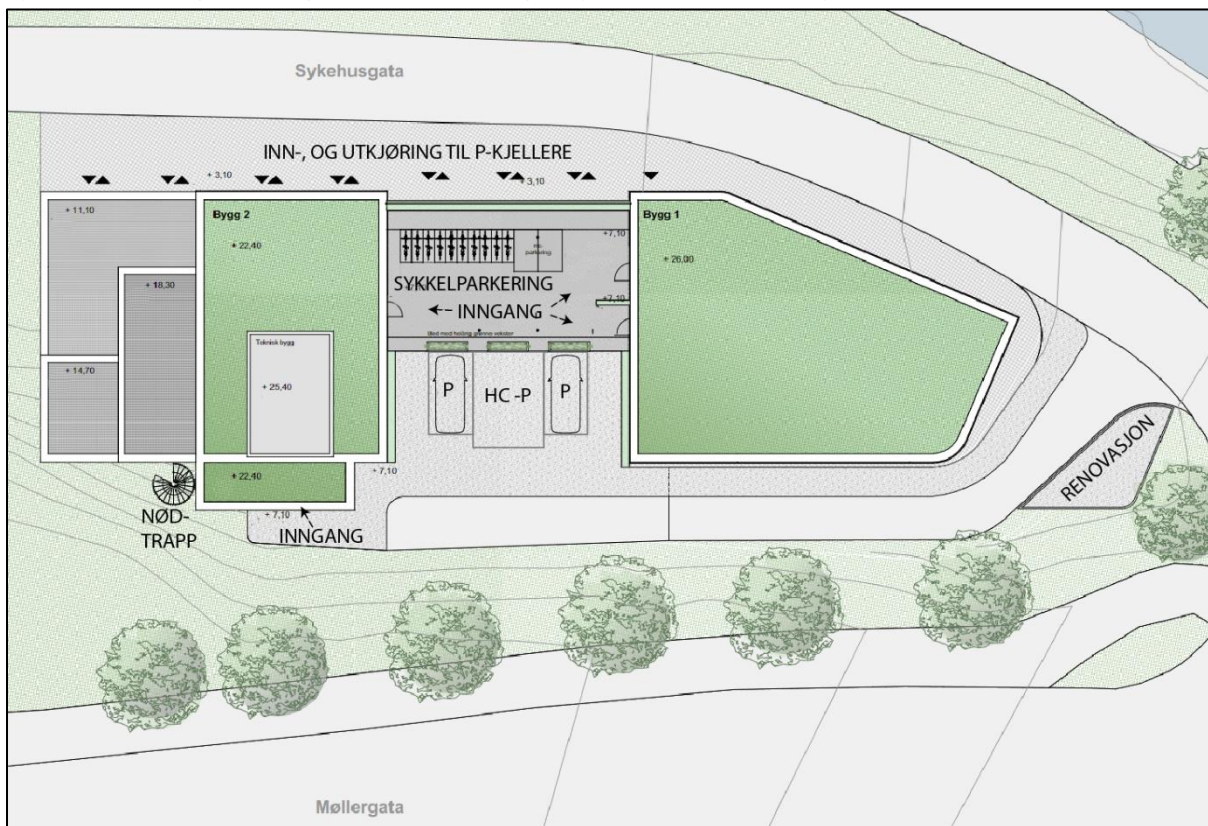 Sykehusgata
INN-, OG UTKJØRING TIL P-KJELLERE
+ 3,10
+ 3,10
+ 11,10
Bygg 2
Bygg 1
+ 22,40
+7,10
+ 26,00
parkering
+ 18,30
SYKKELPARKERING
+7,10
INNGANG
Teknisk bygg
+ 14,70
+ 25,40
P
HC -P
P
RENOVASJON
+ 22,40
+ 7,10
NØD-
TRAPP
+ 7,10
INNGANG
Møllergata